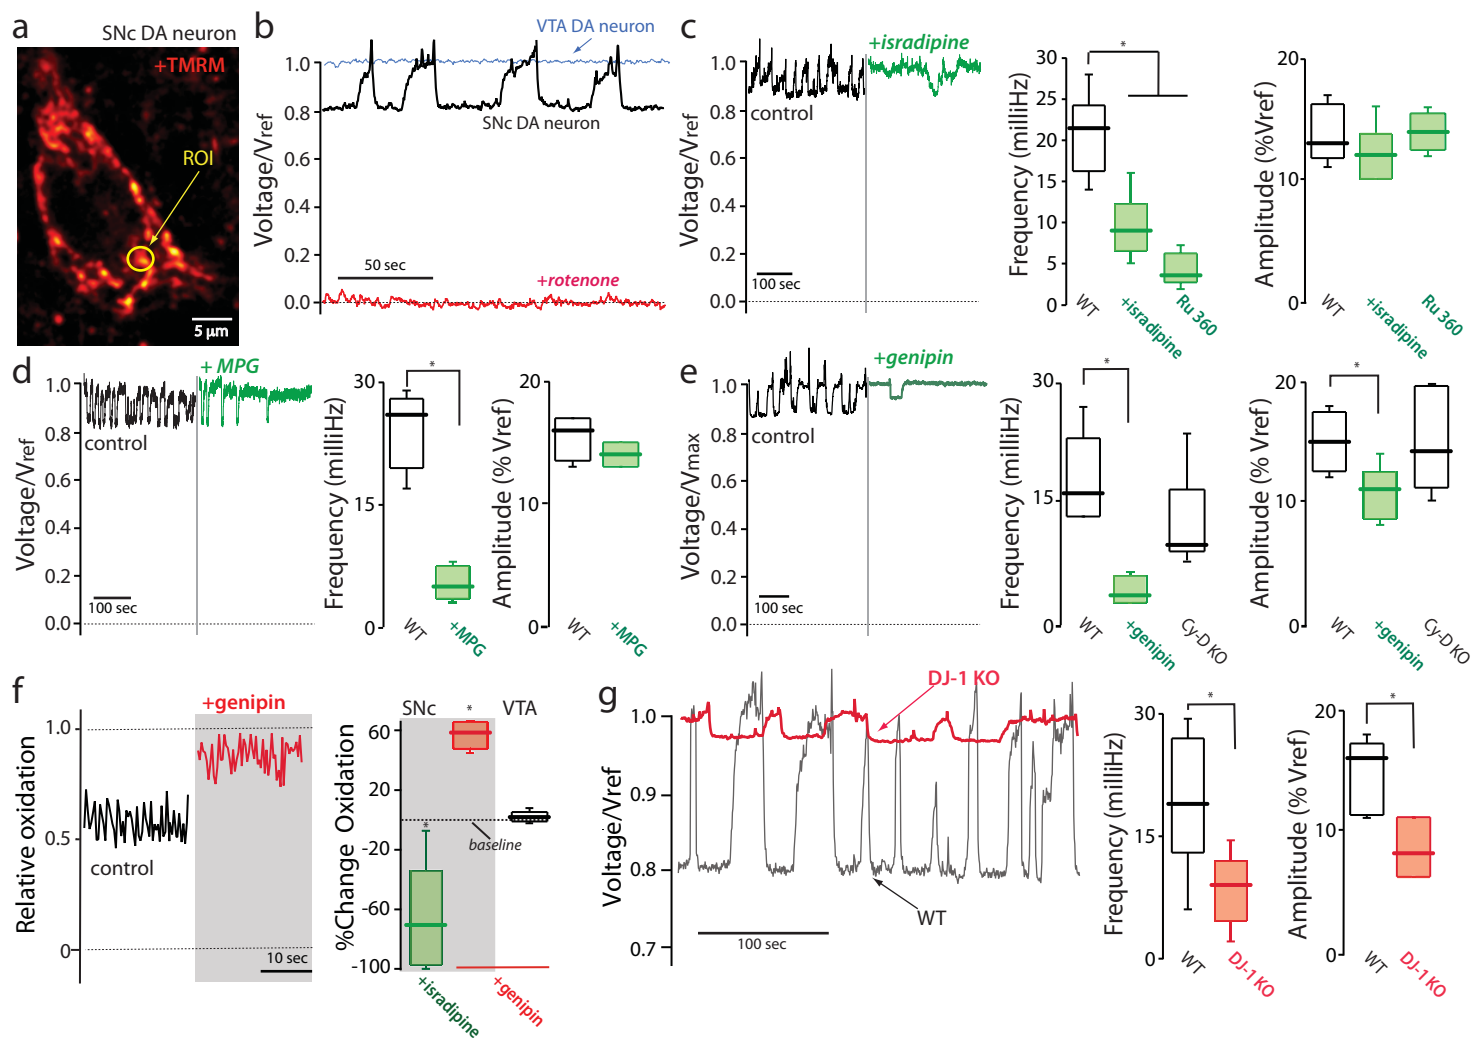 a
SNc DA neuron
+TMRM
ROI
5 µm
b
VTA DA neuron
SNc DA neuron
Voltage/Vref
1.0
0.8
0.6
0.4
0.2
0.0
50 sec
+rotenone
c
+isradipine
control
Voltage/Vref
1.0
0.8
0.6
0.4
0.2
0.0
100 sec
Frequency (milliHz)
30
25
20
15
10
5
0
*
WT
+isradipine
Ru 360
Amplitude (%Vref)
20
10
0
WT
+isradipine
Ru 360
d
+ MPG
control
Voltage/Vref
1.0
0.8
0.6
0.4
0.2
0.0
100 sec
Frequency (milliHz)
30
15
0
*
WT
+MPG
Amplitude (% Vref)
20
10
0
WT
+MPG
e
+genipin
control
Voltage/Vmax
1.0
0.8
0.6
0.4
0.2
0.0
100 sec
Frequency (milliHz)
30
15
0
*
WT
+genipin
Cy-D KO
Amplitude (% Vref)
20
10
0
*
WT
+genipin
Cy-D KO
f
+genipin
control
Relative oxidation
1.0
0.5
0
10 sec
SNc
VTA
*
*
%Change Oxidation
60
20
-20
-60
-100
baseline
+isradipine
+genipin
g
DJ-1 KO
WT
Voltage/Vref
1.0
0.9
0.8
0.7
100 sec
Frequency (milliHz)
30
15
0
*
WT
DJ-1 KO
Amplitude (% Vref)
20
10
0
*
WT
DJ-1 KO